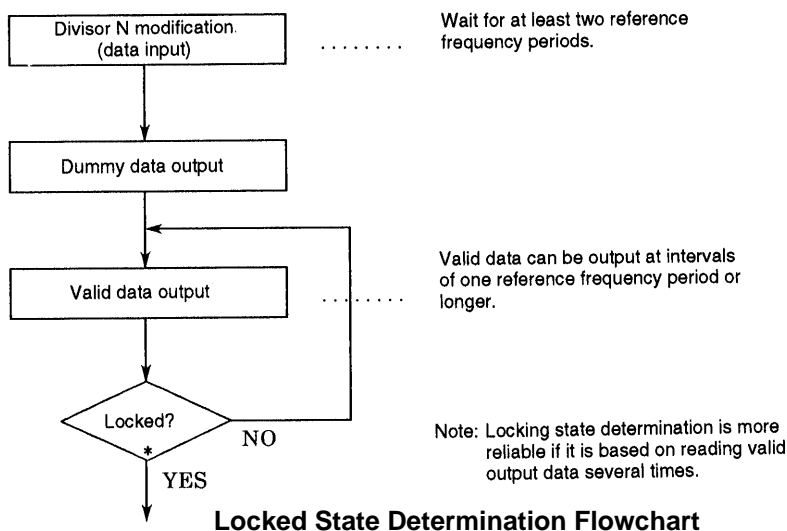 Divisor N modification.
(data input)
Wait for at least two reference
frequency periods.
Dummy data output
Valid data output
Valid data can be output at intervals
of one reference frequency period or
longer.
Locked?
*
NO
YES
Note: Locking state determination is more
reliable if it is based on reading valid
output data several times.
Locked State Determination Flowchart